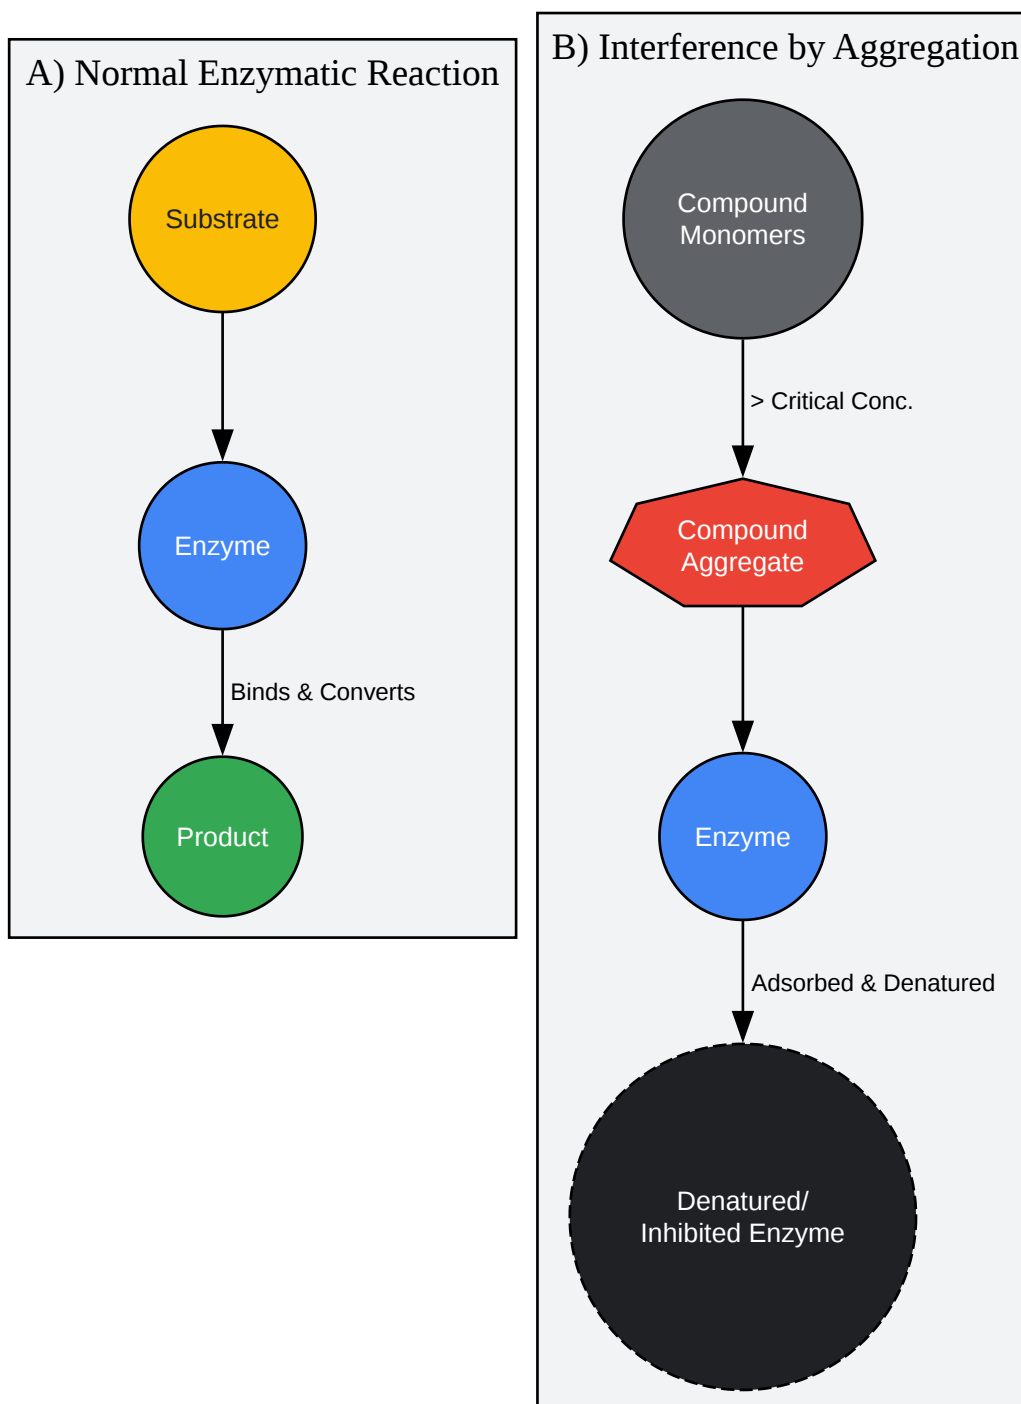 A) Normal Enzymatic Reaction
Substrate
Enzyme
Binds & Converts
Product
B) Interference by Aggregation
Compound
Monomers
> Critical Conc.
Compound
Aggregate
Enzyme
Adsorbed & Denatured
Denatured/
Inhibited Enzyme